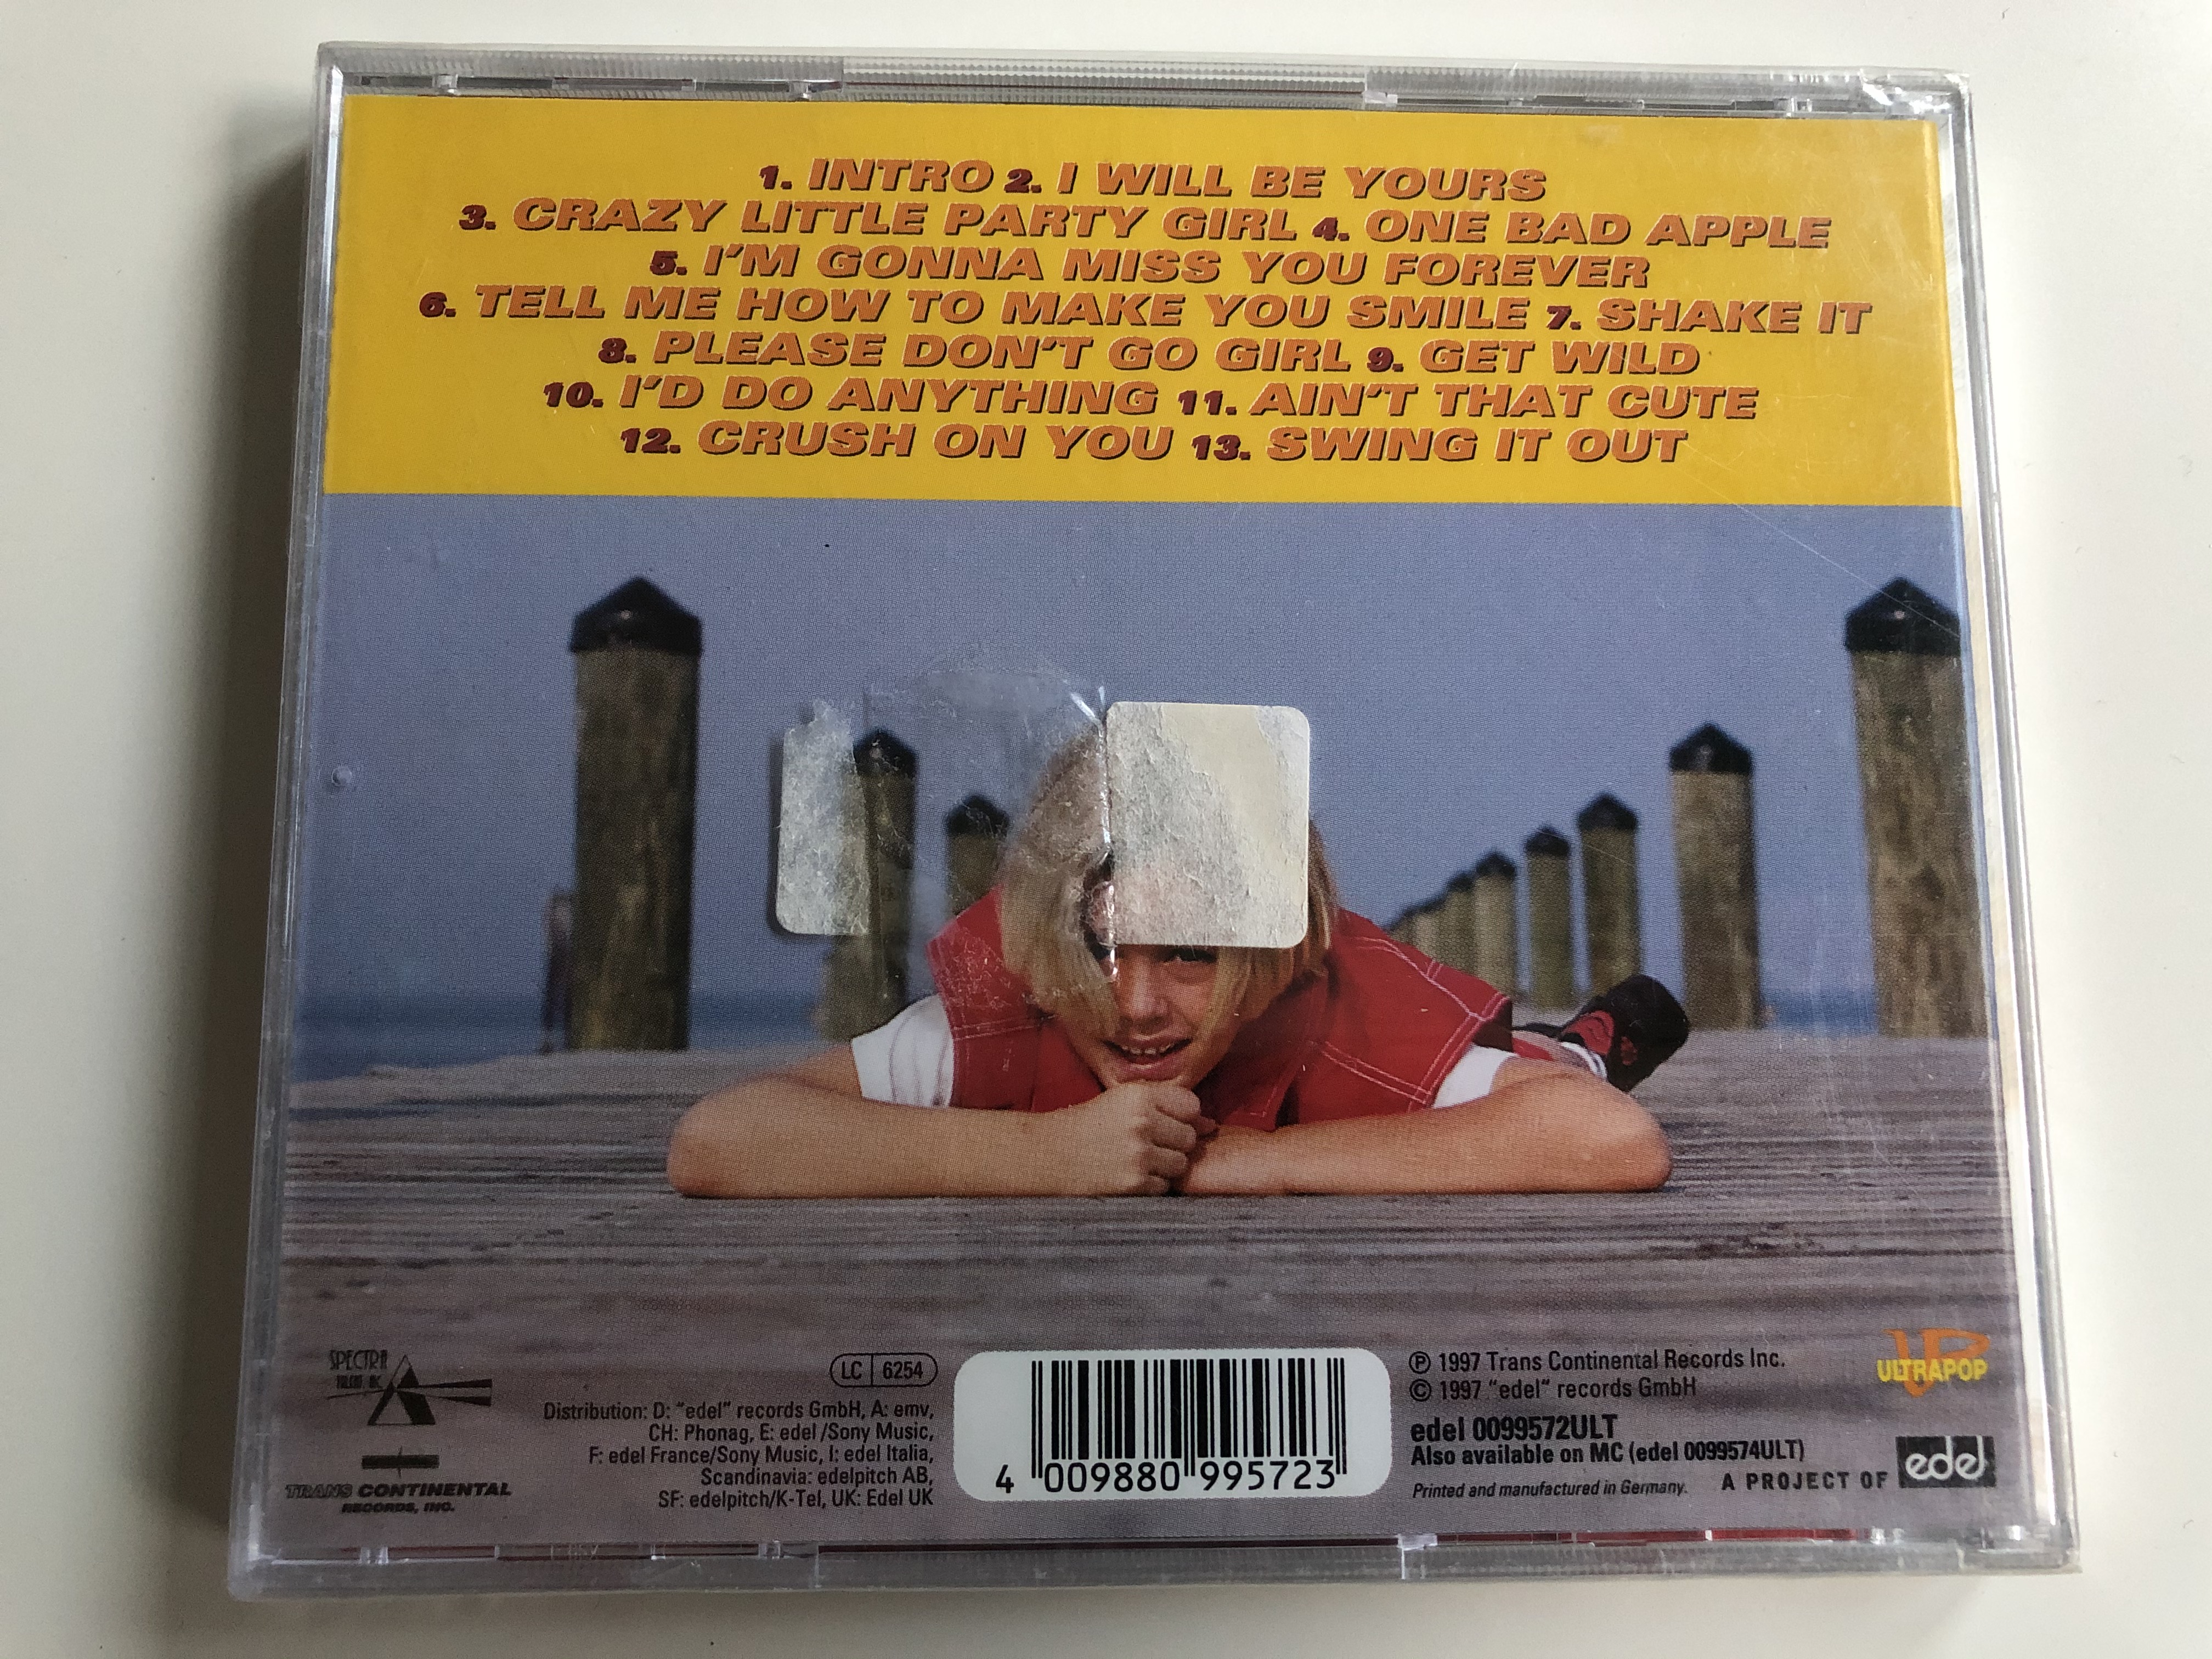 1. INTRO 2. I WILL BE YOURS
3. CRAZY LITTLE PARTY GIRL 4. ONE BAD APPLE
5. I'M GONNA MISS YOU FOREVER
6. TELL ME HOW TO MAKE YOU SMILE 7. SHAKE IT
8. PLEASE DON'T GO GIRL 9. GET WILD
10. I'D DO ANYTHING 11. AIN'T THAT CUTE
12. CRUSH ON YOU 13. SWING IT OUT
SPECTRA
TALENT, INC.
TRANS CONTINENTAL
RECORDS, INC.
LC 6254
Distribution: D: "edel" records GmbH, A: emv,
CH: Phonag, E: edel /Sony Music,
F: edel France/Sony Music, I: edel Italia,
Scandinavia: edelpitch AB,
SF: edelpitch/K-Tel, UK: Edel UK
4 009880 995723
℗ 1997 Trans Continental Records Inc.
© 1997 "edel" records GmbH
edel 0099572ULT
Also available on MC (edel 0099574ULT)
Printed and manufactured in Germany.
A PROJECT OF
edel
UP
ULTRAPOP